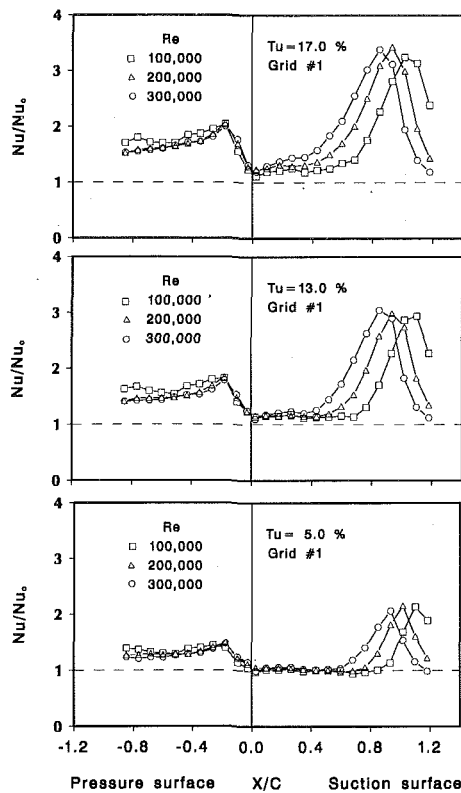 4
Re
100,000
200,000
300,000
Tu=17.0 %
Grid #1
3
Nu/Nuo
2
1
0
4
Re
100,000
200,000
300,000
Tu=13.0 %
Grid #1
3
Nu/Nuo
2
1
0
4
Re
100,000
200,000
300,000
Tu= 5.0 %
Grid #1
3
Nu/Nuo
2
1
0
-1.2 -0.8 -0.4 0.0 0.4 0.8 1.2
Pressure surface X/C Suction surface